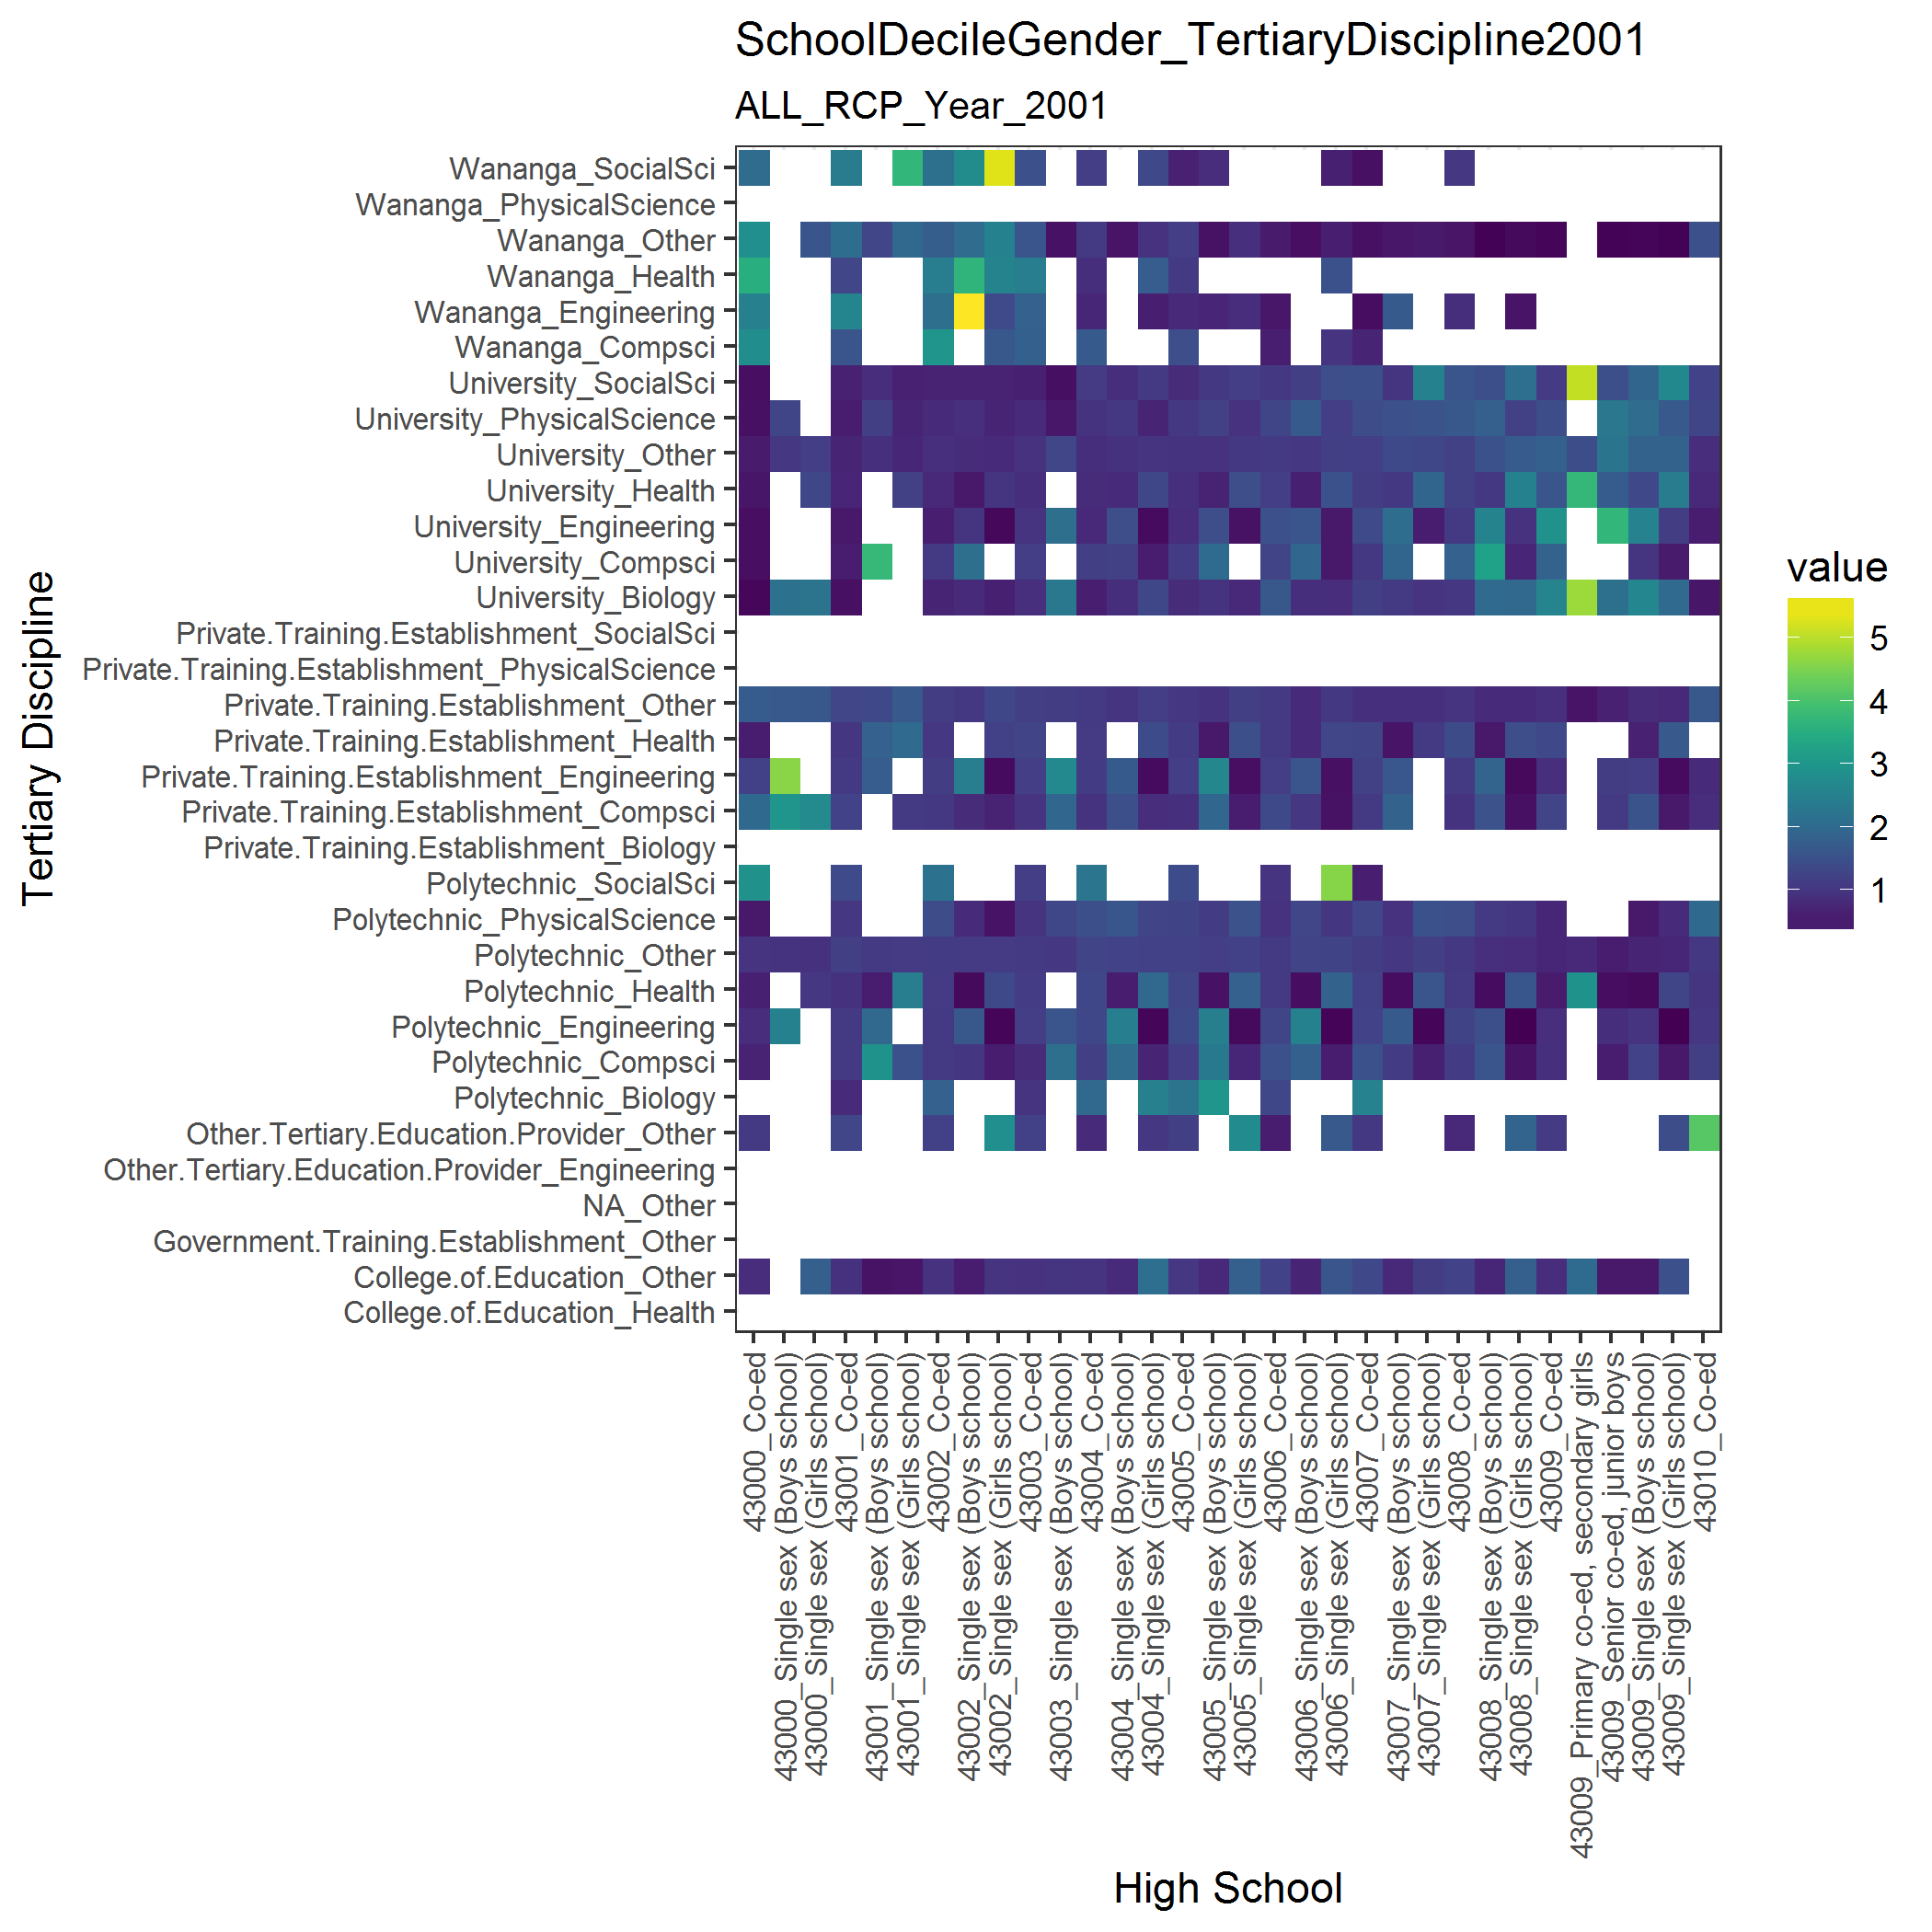 SchoolDecileGender_TertiaryDiscipline2001
ALL_RCP_Year_2001
Tertiary Discipline
Wananga_SocialSci
Wananga_PhysicalScience
Wananga_Other
Wananga_Health
Wananga_Engineering
Wananga_Compsci
University_SocialSci
University_PhysicalScience
University_Other
University_Health
University_Engineering
University_Compsci
University_Biology
Private.Training.Establishment_SocialSci
Private.Training.Establishment_PhysicalScience
Private.Training.Establishment_Other
Private.Training.Establishment_Health
Private.Training.Establishment_Engineering
Private.Training.Establishment_Compsci
Private.Training.Establishment_Biology
Polytechnic_SocialSci
Polytechnic_PhysicalScience
Polytechnic_Other
Polytechnic_Health
Polytechnic_Engineering
Polytechnic_Compsci
Polytechnic_Biology
Other.Tertiary.Education.Provider_Other
Other.Tertiary.Education.Provider_Engineering
NA_Other
Government.Training.Establishment_Other
College.of.Education_Other
College.of.Education_Health
43000_Co-ed
43000_Single sex (Boys school)
43000_Single sex (Girls school)
43001_Co-ed
43001_Single sex (Boys school)
43001_Single sex (Girls school)
43002_Co-ed
43002_Single sex (Boys school)
43002_Single sex (Girls school)
43003_Co-ed
43003_Single sex (Boys school)
43004_Co-ed
43004_Single sex (Boys school)
43004_Single sex (Girls school)
43005_Co-ed
43005_Single sex (Boys school)
43005_Single sex (Girls school)
43006_Co-ed
43006_Single sex (Boys school)
43006_Single sex (Girls school)
43007_Co-ed
43007_Single sex (Boys school)
43007_Single sex (Girls school)
43008_Co-ed
43008_Single sex (Boys school)
43008_Single sex (Girls school)
43009_Co-ed
43009_Primary co-ed, secondary girls
43009_Senior co-ed, junior boys
43009_Single sex (Boys school)
43009_Single sex (Girls school)
43010_Co-ed
High School
value
5
4
3
2
1